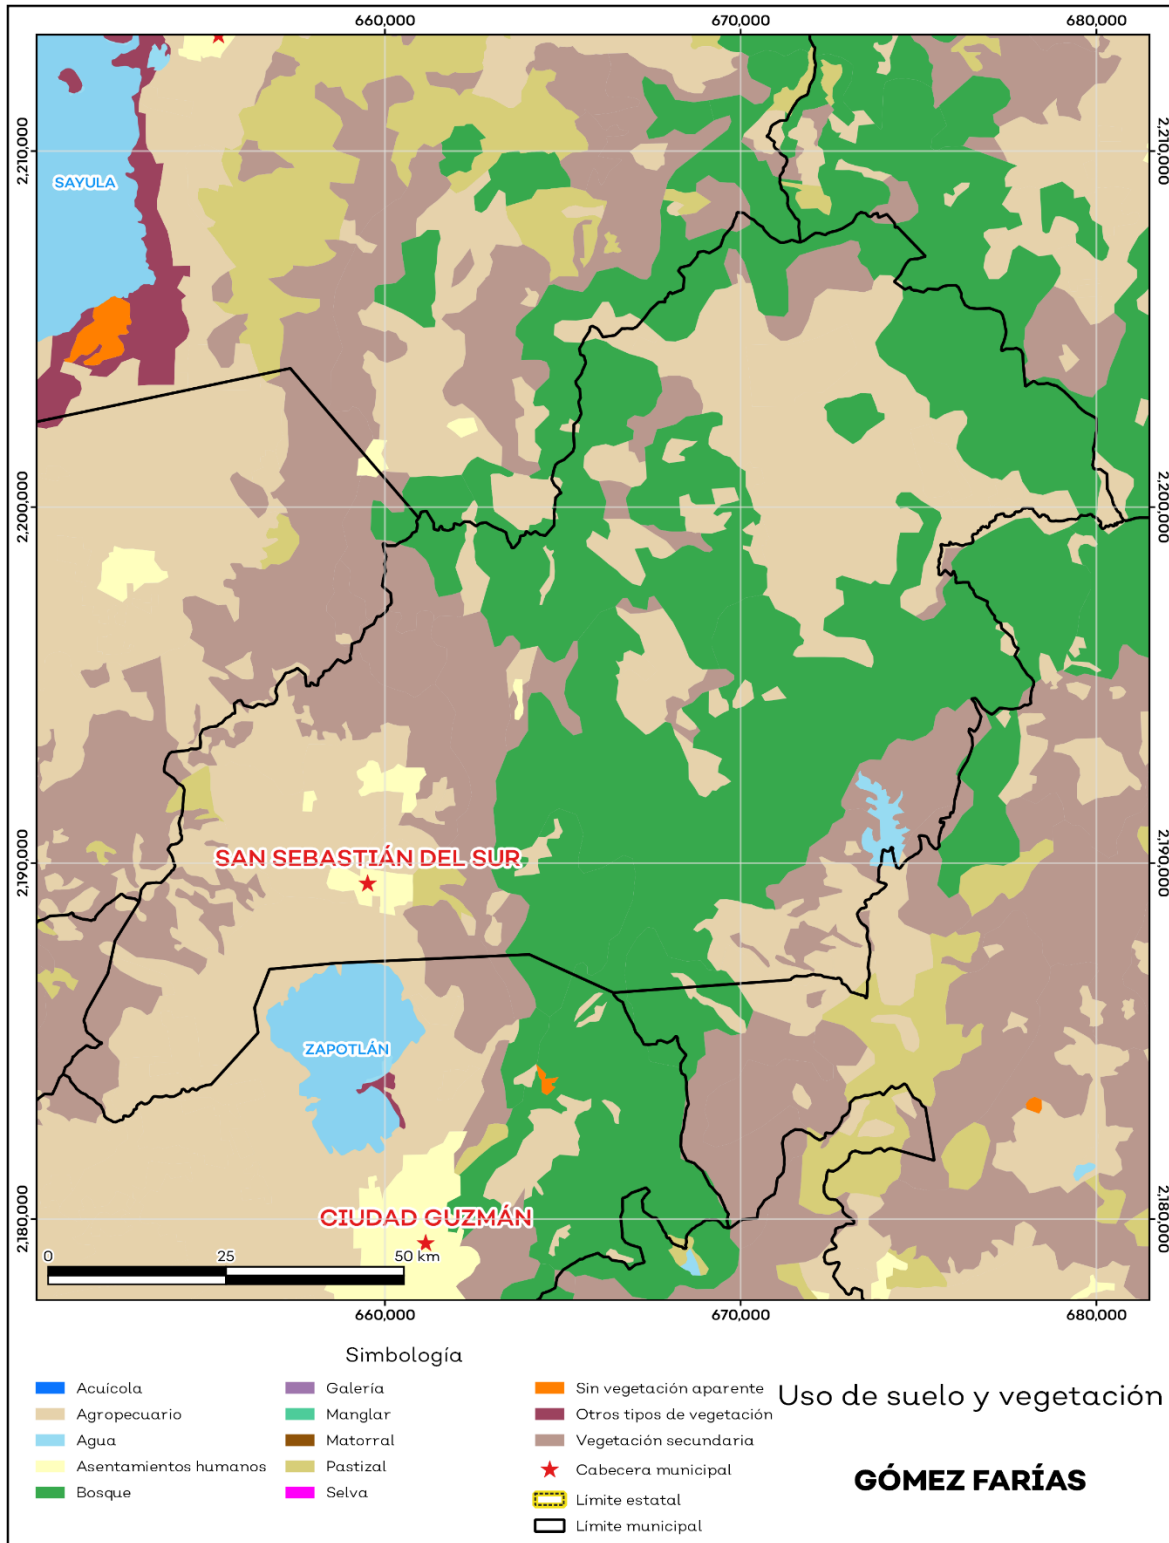 660,000 670,000 680,000
2,210,000 2,210,000
SAYULA
2,200,000 2,200,000
SAN SEBASTIÁN DEL SUR
2,190,000 2,190,000
ZAPOTLÁN
CIUDAD GUZMÁN
2,180,000 2,180,000
0 25 50 km
660,000 670,000 680,000
Simbología
Acuícola
Agropecuario
Agua
Asentamientos humanos
Bosque
Galería
Manglar
Matorral
Pastizal
Selva
Sin vegetación aparente
Otros tipos de vegetación
Vegetación secundaria
Cabecera municipal
Límite estatal
Límite municipal
Uso de suelo y vegetación
GÓMEZ FARÍAS